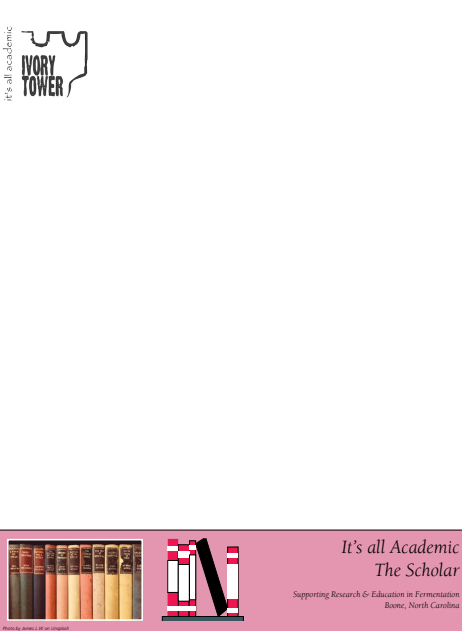 it's all academic
IVORY
TOWER
It's all Academic
The Scholar
Supporting Research & Education in Fermentation
Boone, North Carolina
Photo by James L.W on Unsplash